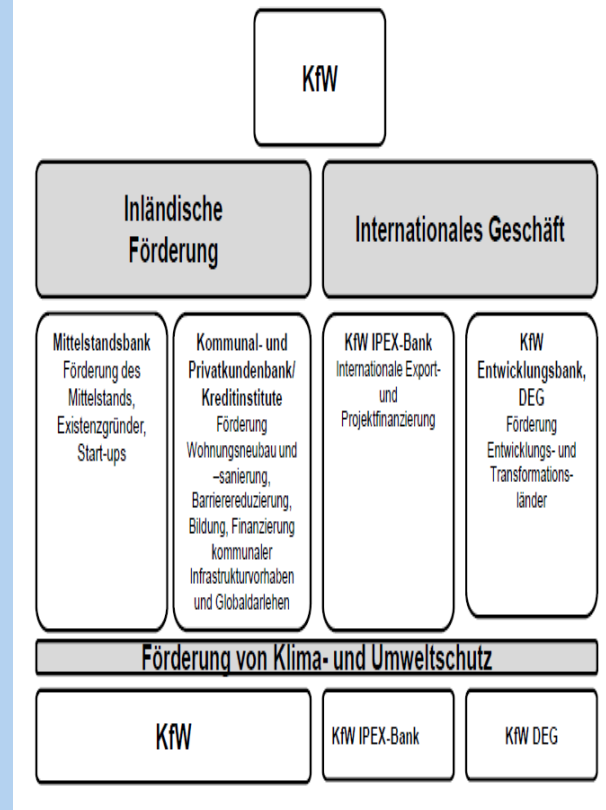 KfW
Inländische
Förderung
Internationales Geschäft
Mittelstandsbank
Förderung des
Mittelstands,
Existenzgründer,
Start-ups
Kommunal- und
Privatkundenbank/
Kreditinstitute
Förderung
Wohnungsneubau und
–sanierung,
Barrierereduzierung,
Bildung, Finanzierung
kommunaler
Infrastrukturvorhaben
und Globaldarlehen
KfW IPEX-Bank
Internationale Export-
und
Projektfinanzierung
KfW
Entwicklungsbank,
DEG
Förderung
Entwicklungs- und
Transformations-
länder
Förderung von Klima- und Umweltschutz
KfW
KfW IPEX-Bank
KfW DEG